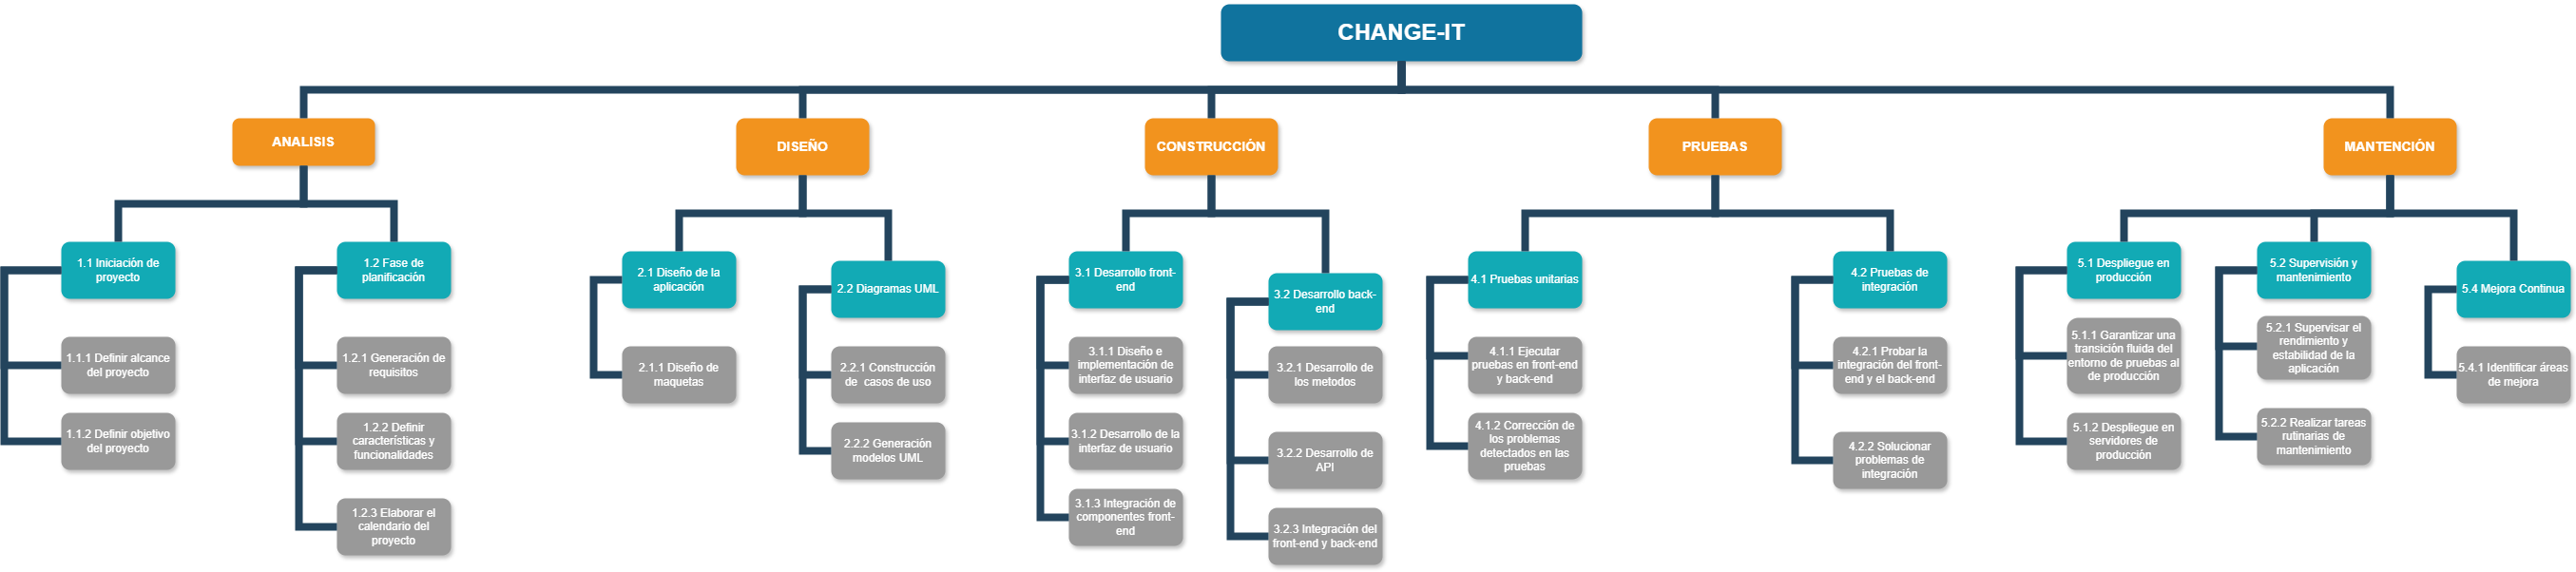 CHANGE-IT
ANALISIS
1.1 Iniciación de
proyecto
1.1.1 Definir alcance
del proyecto
1.1.2 Definir objetivo
del proyecto
1.2 Fase de
planificación
1.2.1 Generación de
requisitos
1.2.2 Definir
características y
funcionalidades
1.2.3 Elaborar el
calendario del
proyecto
DISEÑO
2.1 Diseño de la
aplicación
2.1.1 Diseño de
maquetas
2.2 Diagramas UML
2.2.1 Construcción
de casos de uso
2.2.2 Generación
modelos UML
CONSTRUCCIÓN
3.1 Desarrollo front-
end
3.1.1 Diseño e
implementación de
interfaz de usuario
3.1.2 Desarrollo de la
interfaz de usuario
3.1.3 Integración de
componentes front-
end
3.2 Desarrollo back-
end
3.2.1 Desarrollo de
los metodos
3.2.2 Desarrollo de
API
3.2.3 Integración del
front-end y back-end
PRUEBAS
4.1 Pruebas unitarias
4.1.1 Ejecutar
pruebas en front-end
y back-end
4.1.2 Corrección de
los problemas
detectados en las
pruebas
4.2 Pruebas de
integración
4.2.1 Probar la
integración del front-
end y el back-end
4.2.2 Solucionar
problemas de
integración
MANTENCIÓN
5.1 Despliegue en
producción
5.1.1 Garantizar una
transición fluida del
entorno de pruebas al
de producción
5.1.2 Despliegue en
servidores de
producción
5.2 Supervisión y
mantenimiento
5.2.1 Supervisar el
rendimiento y
estabilidad de la
aplicación
5.2.2 Realizar tareas
rutinarias de
mantenimiento
5.4 Mejora Continua
5.4.1 Identificar áreas
de mejora